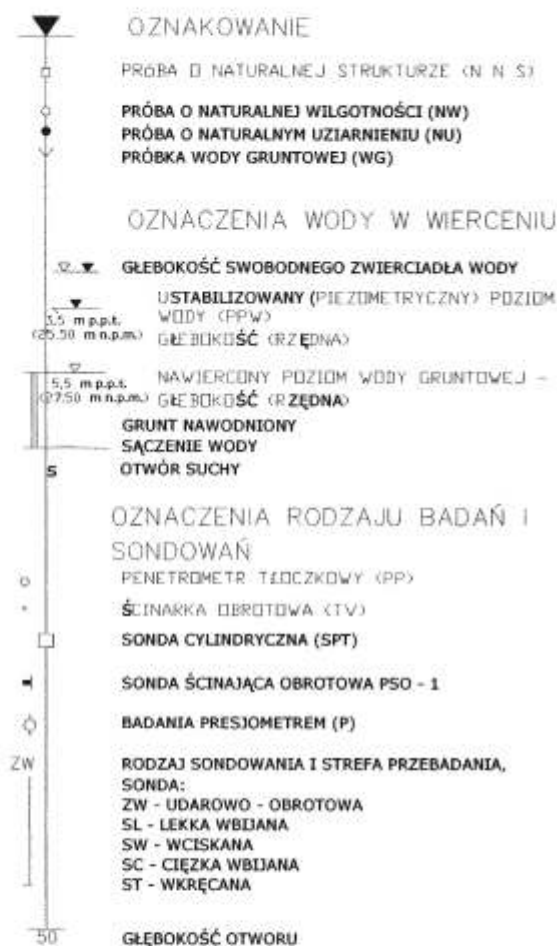 OZNAKOWANIE
PRÓBA O NATURALNEJ STRUKTURZE (N N S)
PRÓBA O NATURALNEJ WILGOTNOŚCI (NW)
PRÓBA O NATURALNYM UZIARNIENIU (NU)
PRÓBKA WODY GRUNTOWEJ (WG)
OZNACZENIA WODY W WIERCENIU
GŁEBOKOŚĆ SWOBODNEGO ZWIERCIADŁA WODY
USTABILIZOWANY (PIEZOMETRYCZNY) POZIOM
3,5 m p.p.t. WODY (PPW)
(25.50 m n.p.m.) GŁEBOKOŚĆ (RZĘDNA)
5,5 m p.p.t. NAWIERCONY POZIOM WODY GRUNTOWEJ –
(27.50 m n.p.m.) GŁEBOKOŚĆ (RZĘDNA)
GRUNT NAWODNIONY
SĄCZENIE WODY
S OTWÓR SUCHY
OZNACZENIA RODZAJU BADAŃ I
SONDOWAŃ
PENETROMETR TŁOCZKOWY (PP)
ŚCINARKA OBROTOWA (TV)
SONDA CYLINDRYCZNA (SPT)
SONDA ŚCINAJĄCA OBROTOWA PSO - 1
BADANIA PRESJOMETREM (P)
ZW RODZAJ SONDOWANIA I STREFA PRZEBADANIA,
SONDA:
ZW - UDAROWO - OBROTOWA
SL - LEKKA WBIJANA
SW - WCISKANA
SC - CIĘZKA WBIJANA
ST - WKRĘCANA
50 GŁĘBOKOŚĆ OTWORU